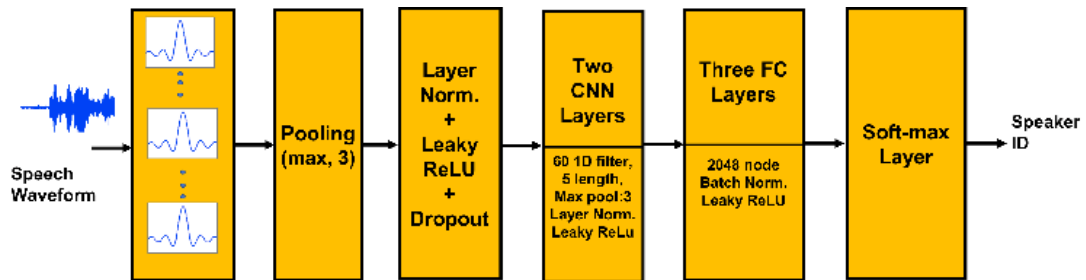 Speech
Waveform
Pooling
(max, 3)
Layer
Norm.
+
Leaky
ReLU
+
Dropout
Two
CNN
Layers
60 1D filter,
5 length,
Max pool:3
Layer Norm.
Leaky ReLu
Three FC
Layers
2048 node
Batch Norm.
Leaky ReLU
Soft-max
Layer
Speaker
ID